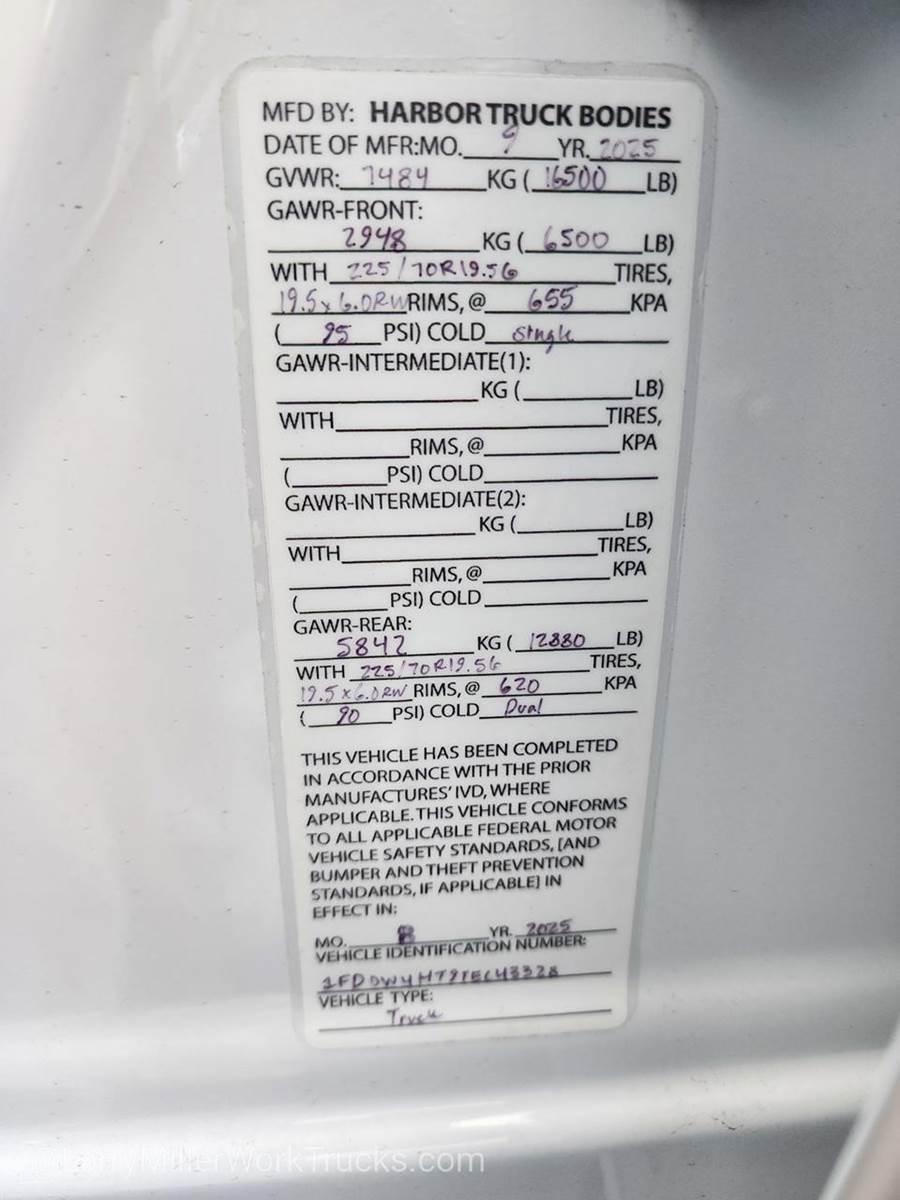 MFD BY: HARBOR TRUCK BODIES
DATE OF MFR:MO. 9 YR. 2025
GVWR: 7484 KG ( 16500 LB)
GAWR-FRONT:
2948 KG ( 6500 LB)
WITH 225/70R19.5G TIRES,
19.5x6.0RW RIMS, @ 655 KPA
( 95 PSI) COLD Single
GAWR-INTERMEDIATE(1):
KG ( LB)
WITH TIRES,
RIMS, @ KPA
( PSI) COLD
GAWR-INTERMEDIATE(2):
KG ( LB)
WITH TIRES,
RIMS, @ KPA
( PSI) COLD
GAWR-REAR:
5842 KG ( 12880 LB)
WITH 225/70R19.5G TIRES,
19.5x6.0RW RIMS, @ 620 KPA
( 90 PSI) COLD Dual
THIS VEHICLE HAS BEEN COMPLETED
IN ACCORDANCE WITH THE PRIOR
MANUFACTURES' IVD, WHERE
APPLICABLE. THIS VEHICLE CONFORMS
TO ALL APPLICABLE FEDERAL MOTOR
VEHICLE SAFETY STANDARDS, [AND
BUMPER AND THEFT PREVENTION
STANDARDS, IF APPLICABLE] IN
EFFECT IN:
MO. 8 YR. 2025
VEHICLE IDENTIFICATION NUMBER:
VEHICLE TYPE:
Truck
MillerWorkTrucks.com